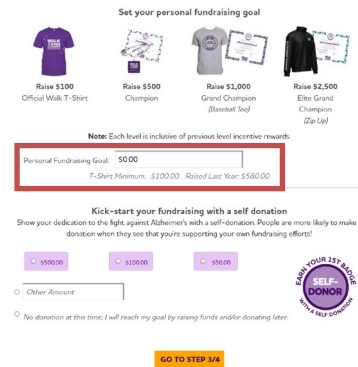 Set your personal fundraising goal
Raise $100
Official Walk T-Shirt
Raise $500
Champion
Raise $1,000
Grand Champion
(Baseball Tee)
Raise $2,500
Elite Grand
Champion
(Zip Up)
Note: Each level is inclusive of previous level incentive rewards.
Personal Fundraising Goal: $0.00
T-Shirt Minimum: $100.00 Raised Last Year: $580.00
Kick-start your fundraising with a self donation
Show your dedication to the fight against Alzheimer's with a self-donation. People are more likely to make
donation when they see that you're supporting your own fundraising efforts!
$500.00
$100.00
$50.00
Other Amount
No donation at this time; I will reach my goal by raising funds and/or donating later.
EARN YOUR 1ST BADGE
SELF-
DONOR
WITH A SELF DONATION
GO TO STEP 3/4